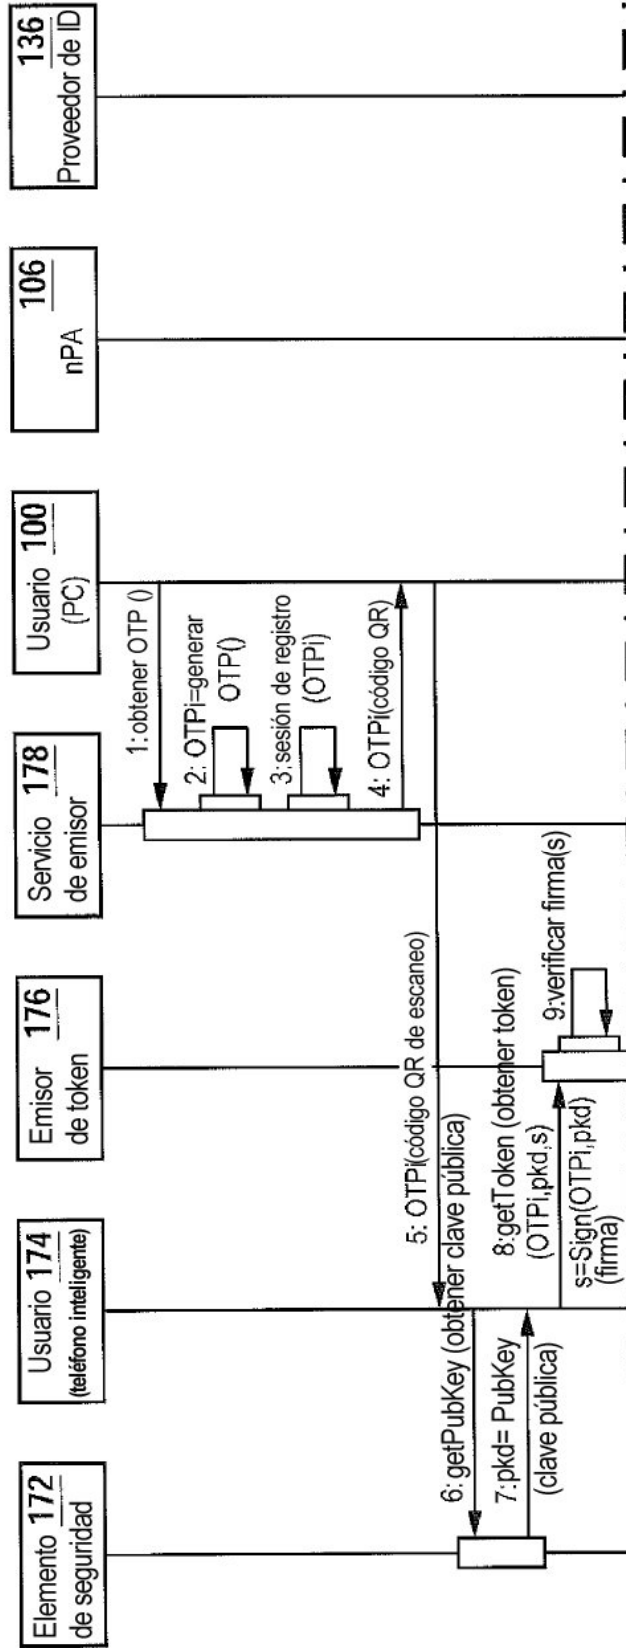 Elemento 172
de seguridad
Usuario 174
(teléfono inteligente)
Emisor 176
de token
Servicio 178
de emisor
Usuario 100
(PC)
106
nPA
136
Proveedor de ID
1:obtener OTP ()
2: OTPi=generar
OTP()
3:sesión de registro
(OTPi)
4: OTPi(código QR)
5: OTPi(código QR de escaneo)
6:getPubKey (obtener clave pública)
7:pkd= PubKey
(clave pública)
8:getToken (obtener token)
(OTPi,pkd,s)
s=Sign(OTPi,pkd)
(firma)
9:verificar firma(s)